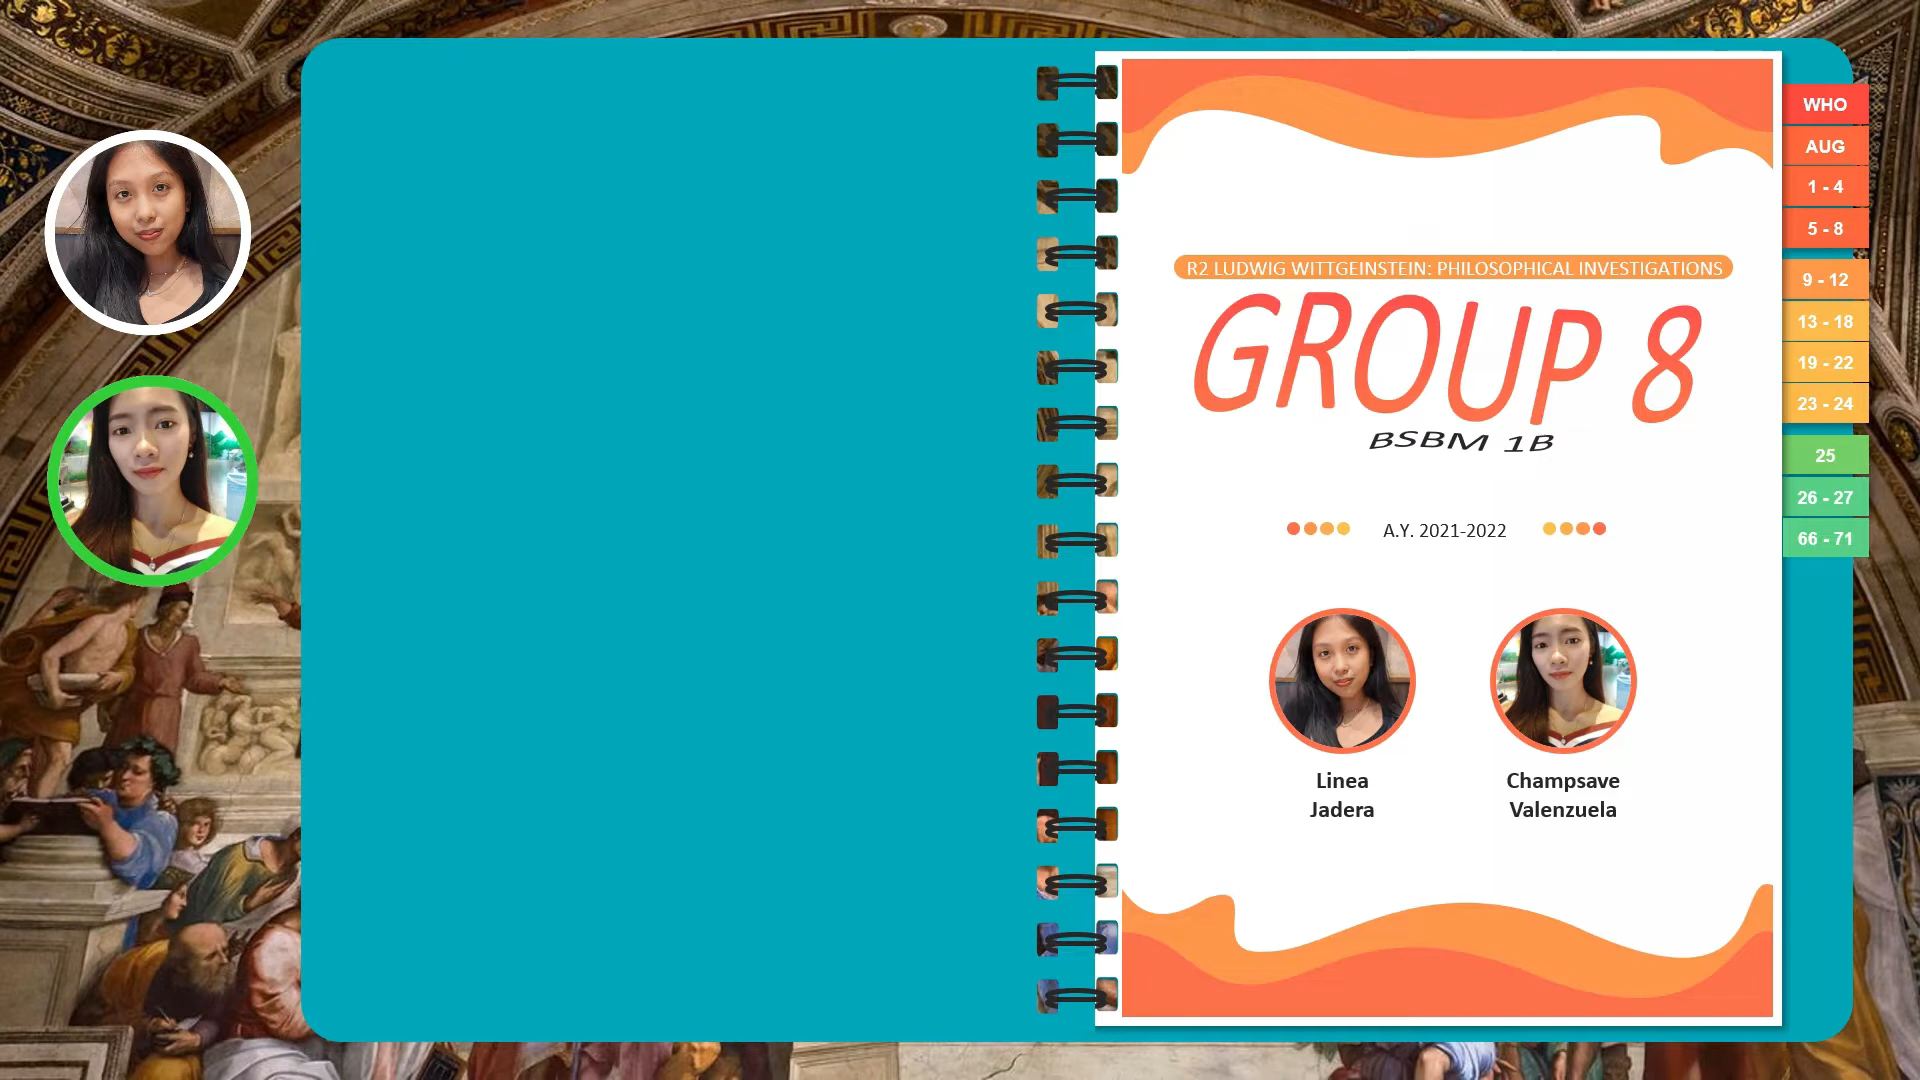 R2 LUDWIG WITTGEINSTEIN: PHILOSOPHICAL INVESTIGATIONS
GROUP 8
BSBM 1B
A.Y. 2021-2022
Linea
Jadera
Champsave
Valenzuela
WHO
AUG
1 - 4
5 - 8
9 - 12
13 - 18
19 - 22
23 - 24
25
26 - 27
66 - 71